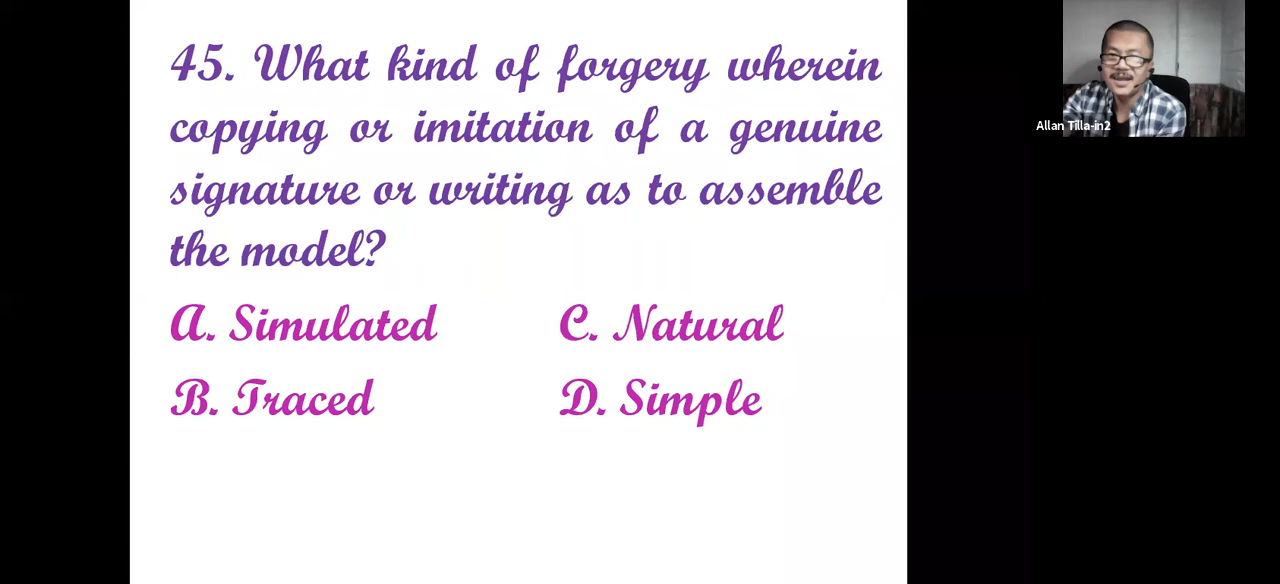 45. What kind of forgery wherein
copying or imitation of a genuine
signature or writing as to assemble
the model?
A. Simulated
C. Natural
B. Traced
D. Simple
Allan Tilla-in2